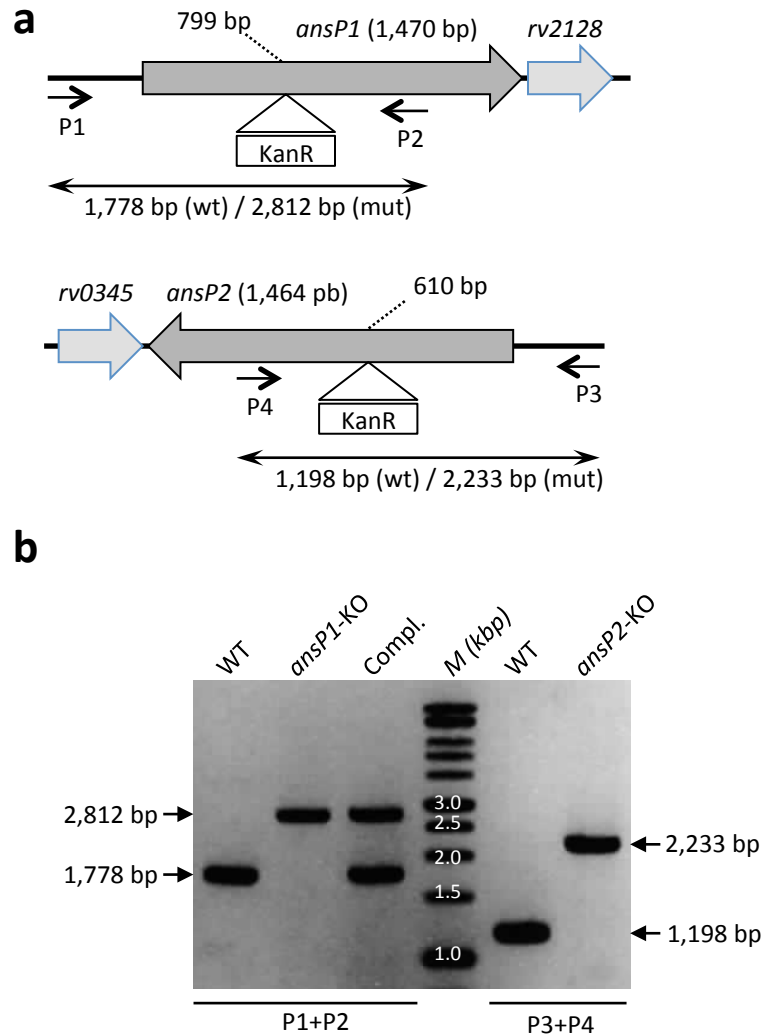 a
799 bp
ansP1 (1,470 bp)
rv2128
P1
P2
KanR
1,778 bp (wt) / 2,812 bp (mut)
rv0345
ansP2 (1,464 pb)
610 bp
P4
P3
KanR
1,198 bp (wt) / 2,233 bp (mut)
b
WT
ansP1-KO
Compl.
M (kbp)
WT
ansP2-KO
2,812 bp
1,778 bp
3.0
2.5
2.0
1.5
1.0
2,233 bp
1,198 bp
P1+P2
P3+P4